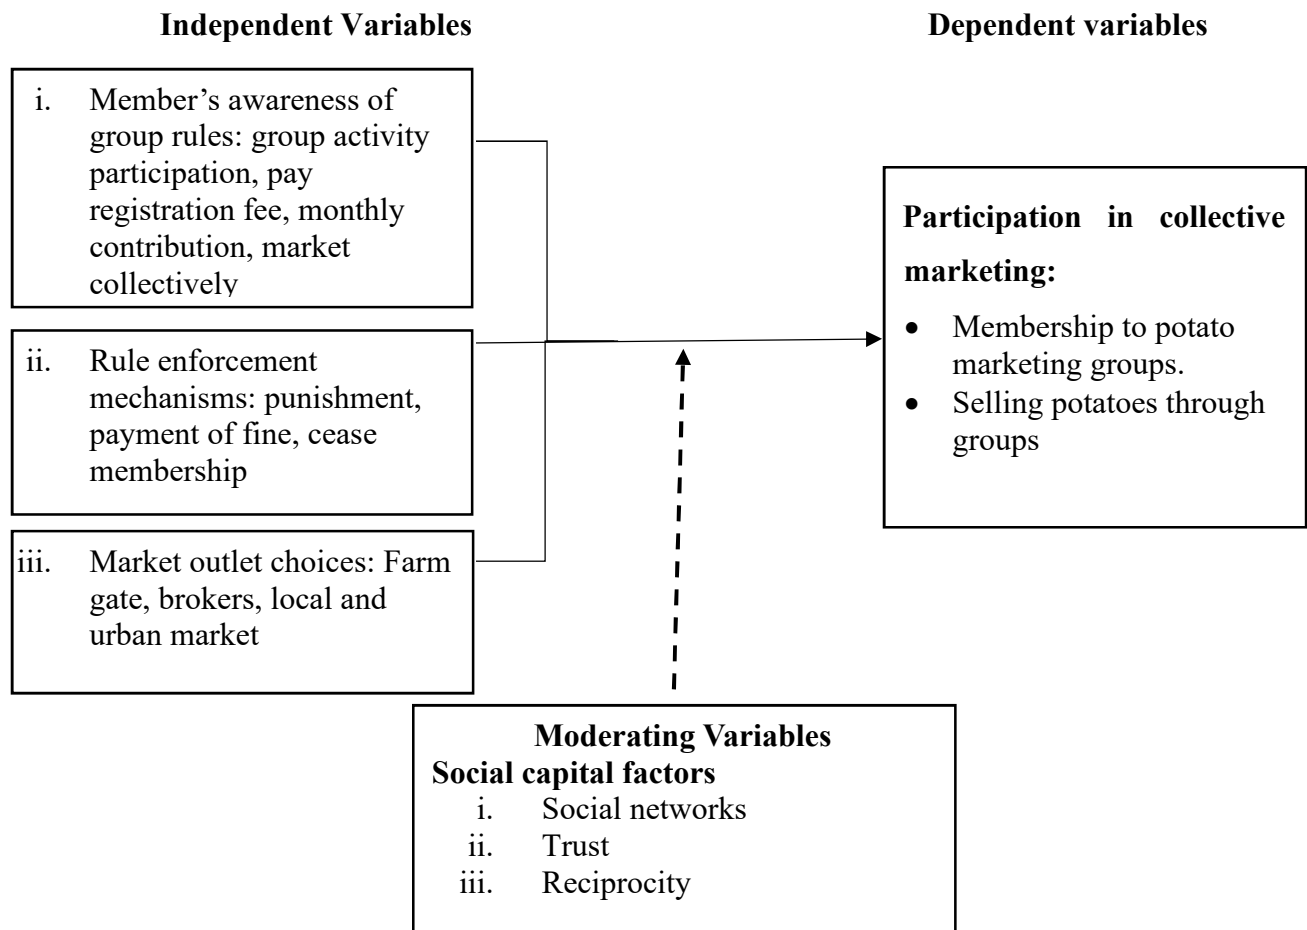 Independent Variables
Dependent variables
i. Member’s awareness of
group rules: group activity
participation, pay
registration fee, monthly
contribution, market
collectively
ii. Rule enforcement
mechanisms: punishment,
payment of fine, cease
membership
iii. Market outlet choices: Farm
gate, brokers, local and
urban market
Participation in collective
marketing:
• Membership to potato
marketing groups.
• Selling potatoes through
groups
Moderating Variables
Social capital factors
i. Social networks
ii. Trust
iii. Reciprocity